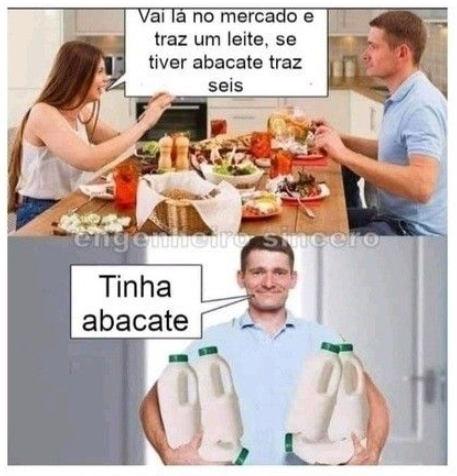 Vai lá no mercado e
traz um leite, se
tiver abacate traz
seis
engenheiro sincero
Tinha
abacate